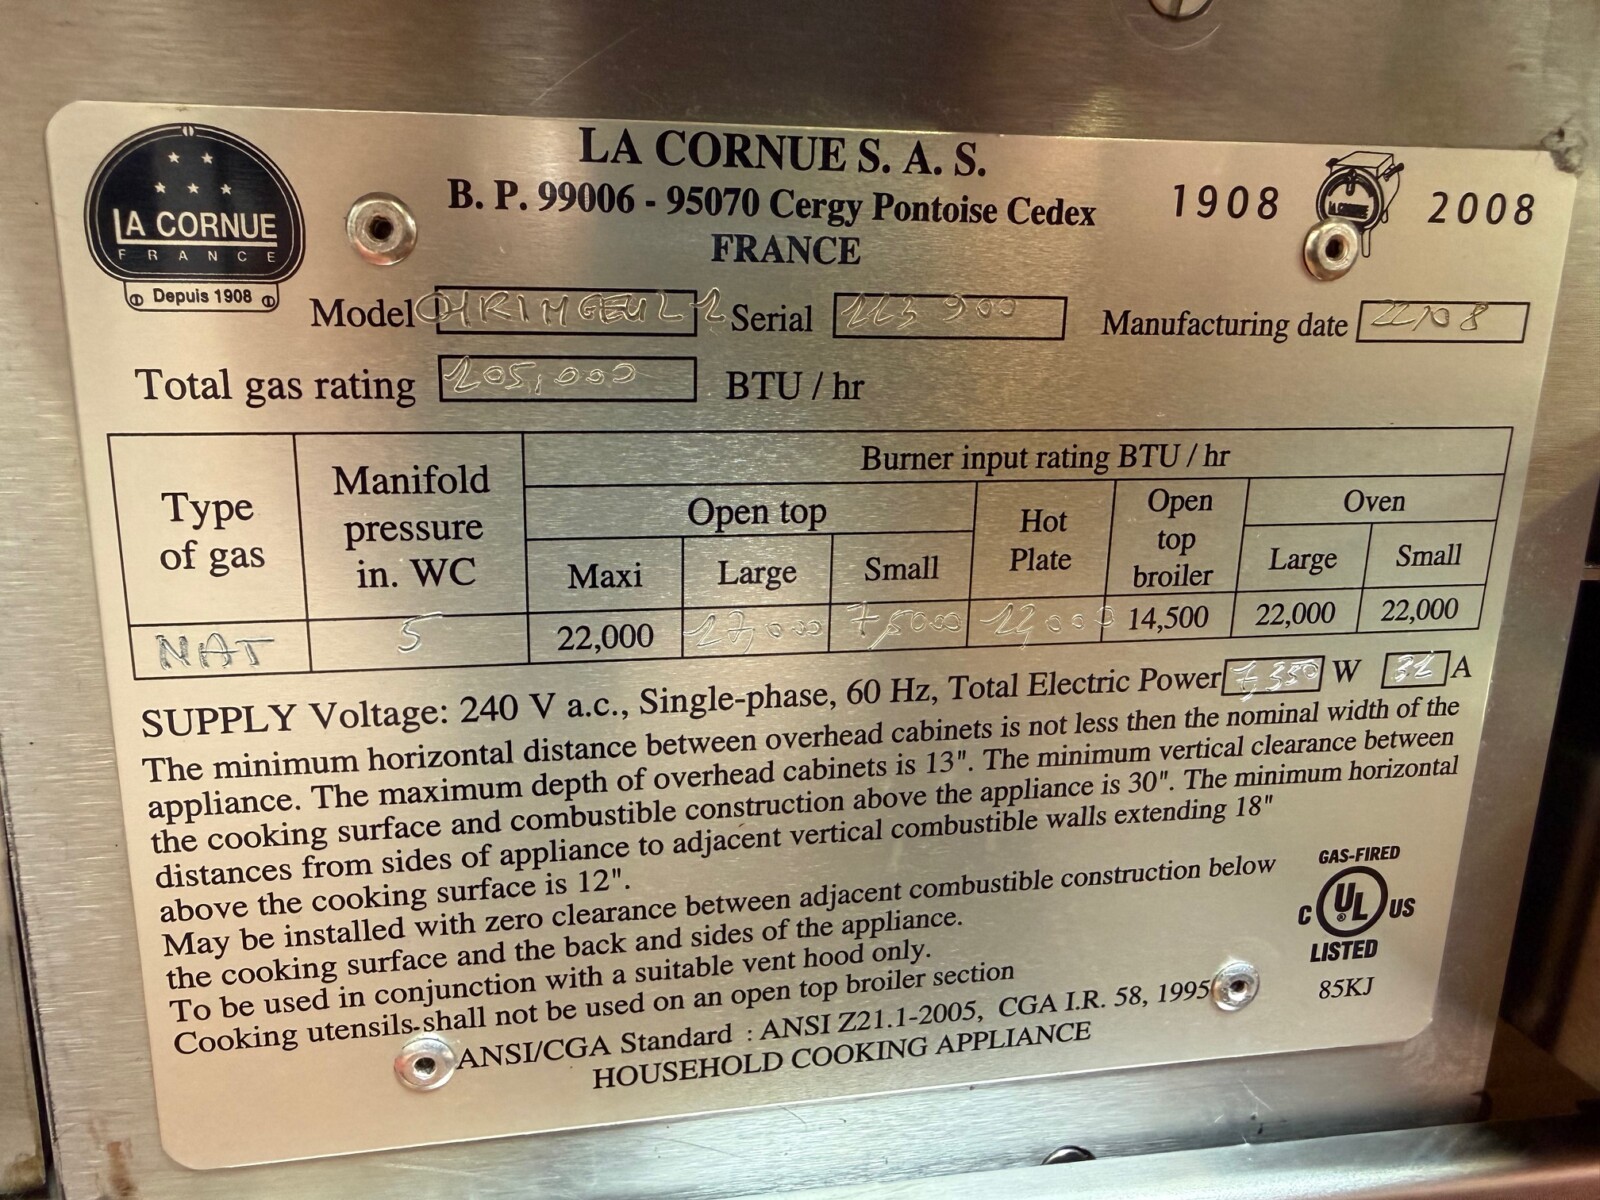 LA CORNUE
FRANCE
Depuis 1908
LA CORNUE S. A. S.
B. P. 99006 - 95070 Cergy Pontoise Cedex
FRANCE
1908 LA CORNUE 2008
Model Serial 900 Manufacturing date
Total gas rating 105,000 BTU / hr
Type of gas
Manifold pressure in. WC
Burner input rating BTU / hr
Open top
Hot Plate
Open top broiler
Oven
Maxi Large Small
Large Small
NAT 5 22,000 17,000 14,500 22,000 22,000
SUPPLY Voltage: 240 V a.c., Single-phase, 60 Hz, Total Electric Power 7,350 W A
The minimum horizontal distance between overhead cabinets is not less then the nominal width of the
appliance. The maximum depth of overhead cabinets is 13". The minimum vertical clearance between
the cooking surface and combustible construction above the appliance is 30". The minimum horizontal
distances from sides of appliance to adjacent vertical combustible walls extending 18"
above the cooking surface is 12".
May be installed with zero clearance between adjacent combustible construction below
the cooking surface and the back and sides of the appliance.
To be used in conjunction with a suitable vent hood only.
Cooking utensils shall not be used on an open top broiler section
ANSI/CGA Standard : ANSI Z21.1-2005, CGA I.R. 58, 1995
HOUSEHOLD COOKING APPLIANCE
GAS-FIRED
C UL ® US
LISTED
85KJ